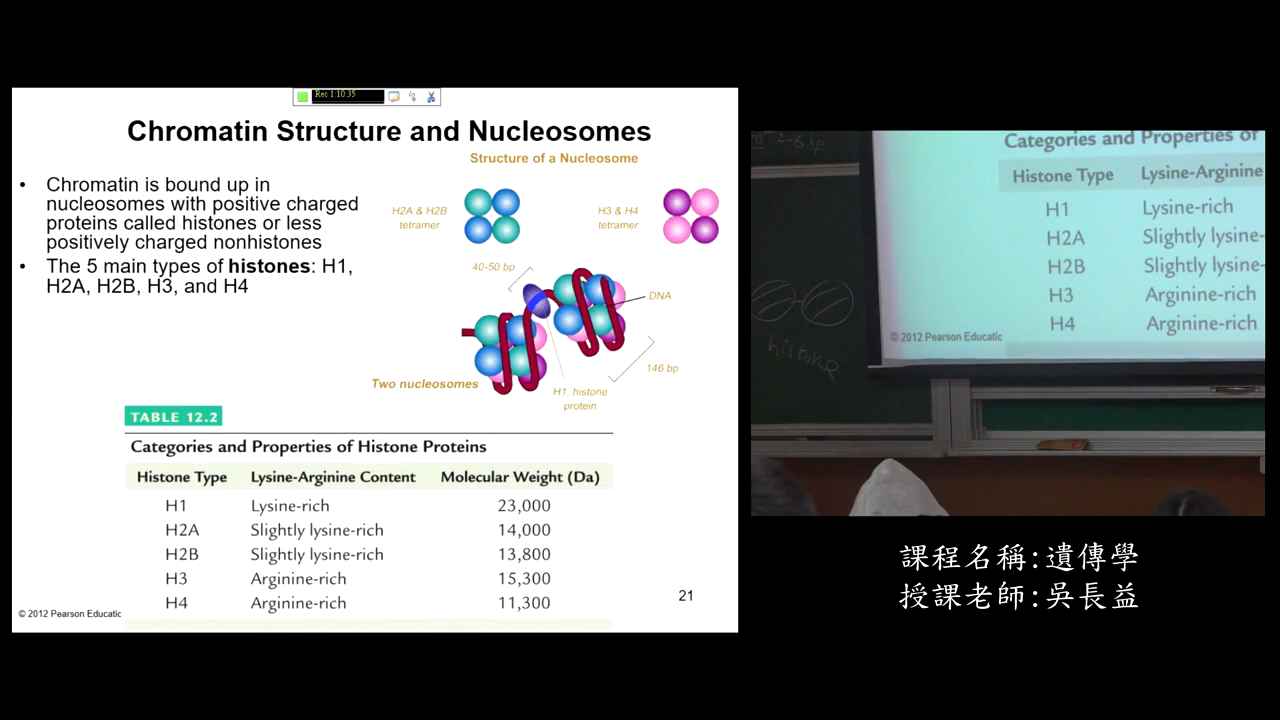 Rec 1:10:35
Chromatin Structure and Nucleosomes
Structure of a Nucleosome
• Chromatin is bound up in
nucleosomes with positive charged
proteins called histones or less
positively charged nonhistones
• The 5 main types of histones: H1,
H2A, H2B, H3, and H4
H2A & H2B
tetramer
H3 & H4
tetramer
40-50 bp
DNA
146 bp
Two nucleosomes
H1, histone
protein
TABLE 12.2
Categories and Properties of Histone Proteins
Histone Type Lysine-Arginine Content Molecular Weight (Da)
H1 Lysine-rich 23,000
H2A Slightly lysine-rich 14,000
H2B Slightly lysine-rich 13,800
H3 Arginine-rich 15,300
H4 Arginine-rich 11,300
21
© 2012 Pearson Educatic
Categories and Properties of
Histone Type Lysine-Arginine
H1 Lysine-rich
H2A Slightly lysine-
H2B Slightly lysine-
H3 Arginine-rich
H4 Arginine-rich
© 2012 Pearson Educatic
histone
課程名稱:遺傳學
授課老師:吳長益